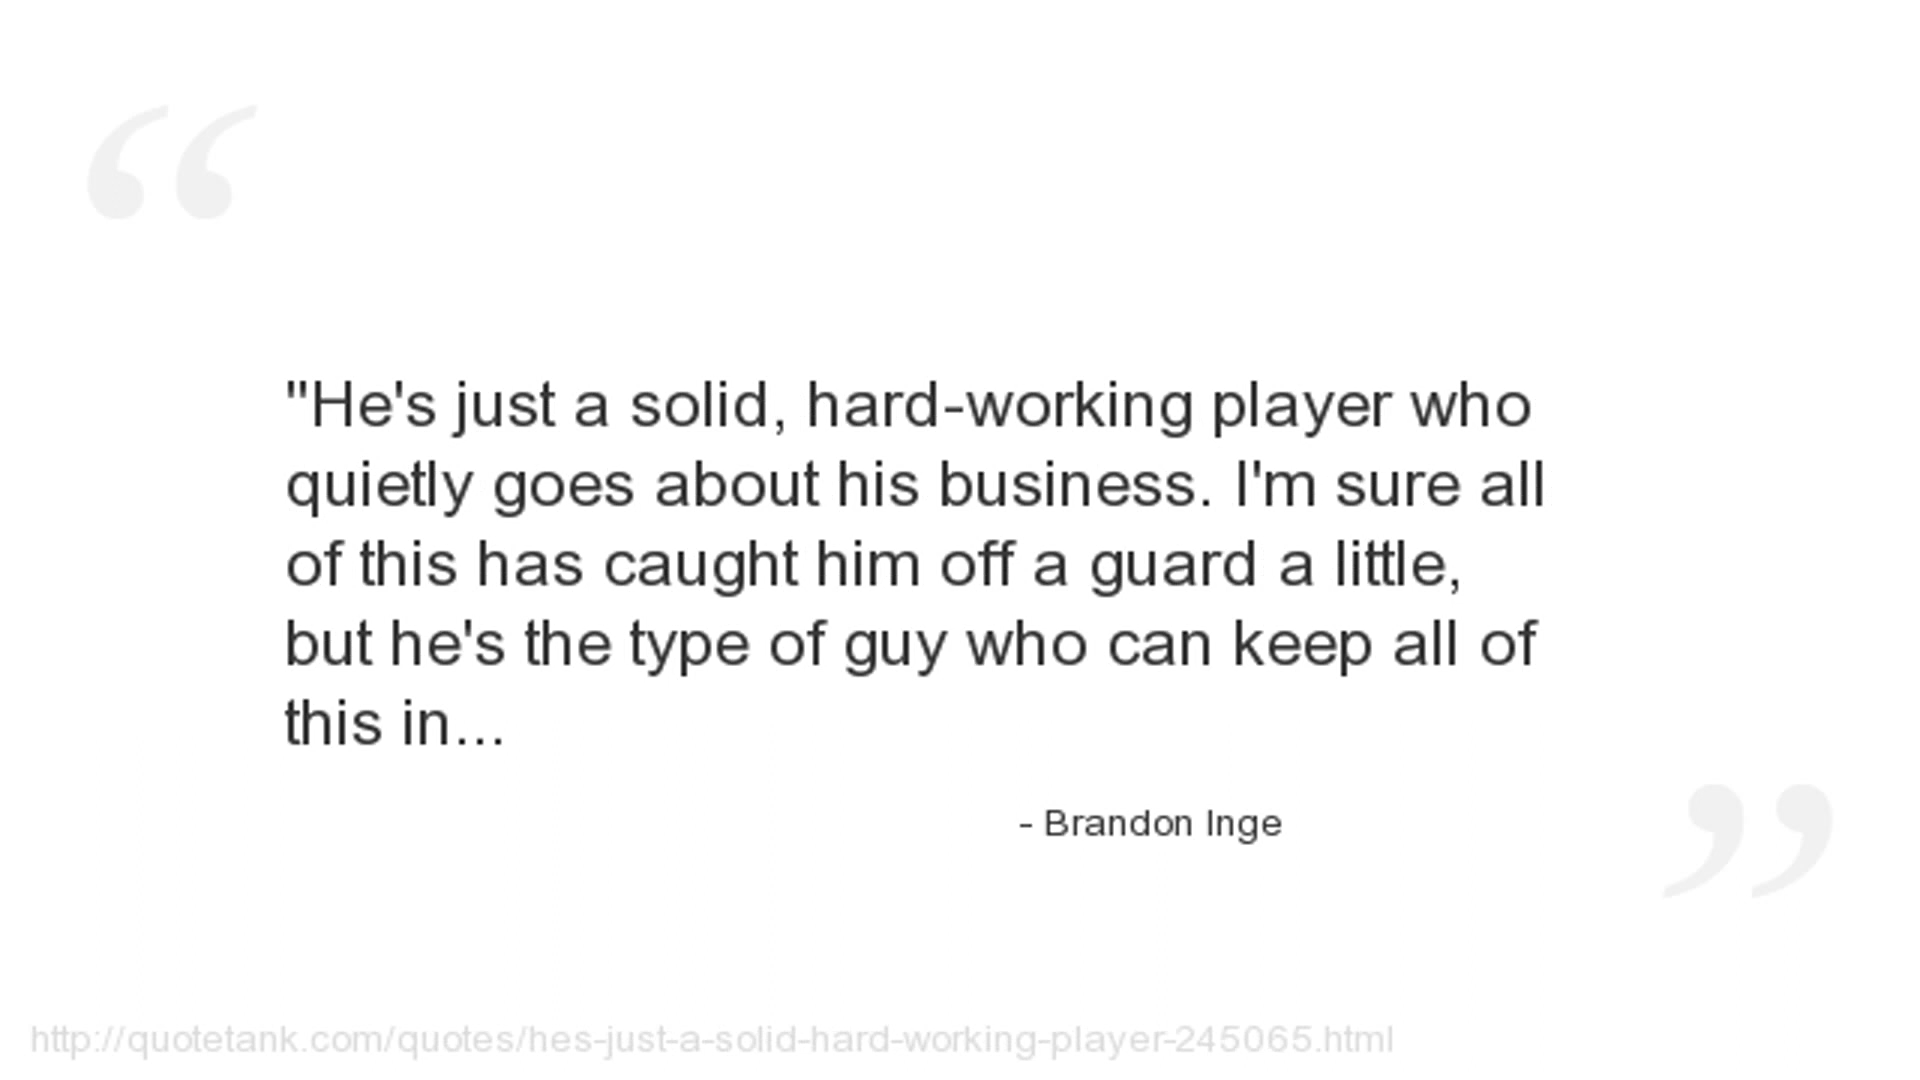 "He's just a solid, hard-working player who
quietly goes about his business. I'm sure all
of this has caught him off a guard a little,
but he's the type of guy who can keep all of
this in...
- Brandon Inge
http://quotetank.com/quotes/hes-just-a-solid-hard-working-player-245065.html